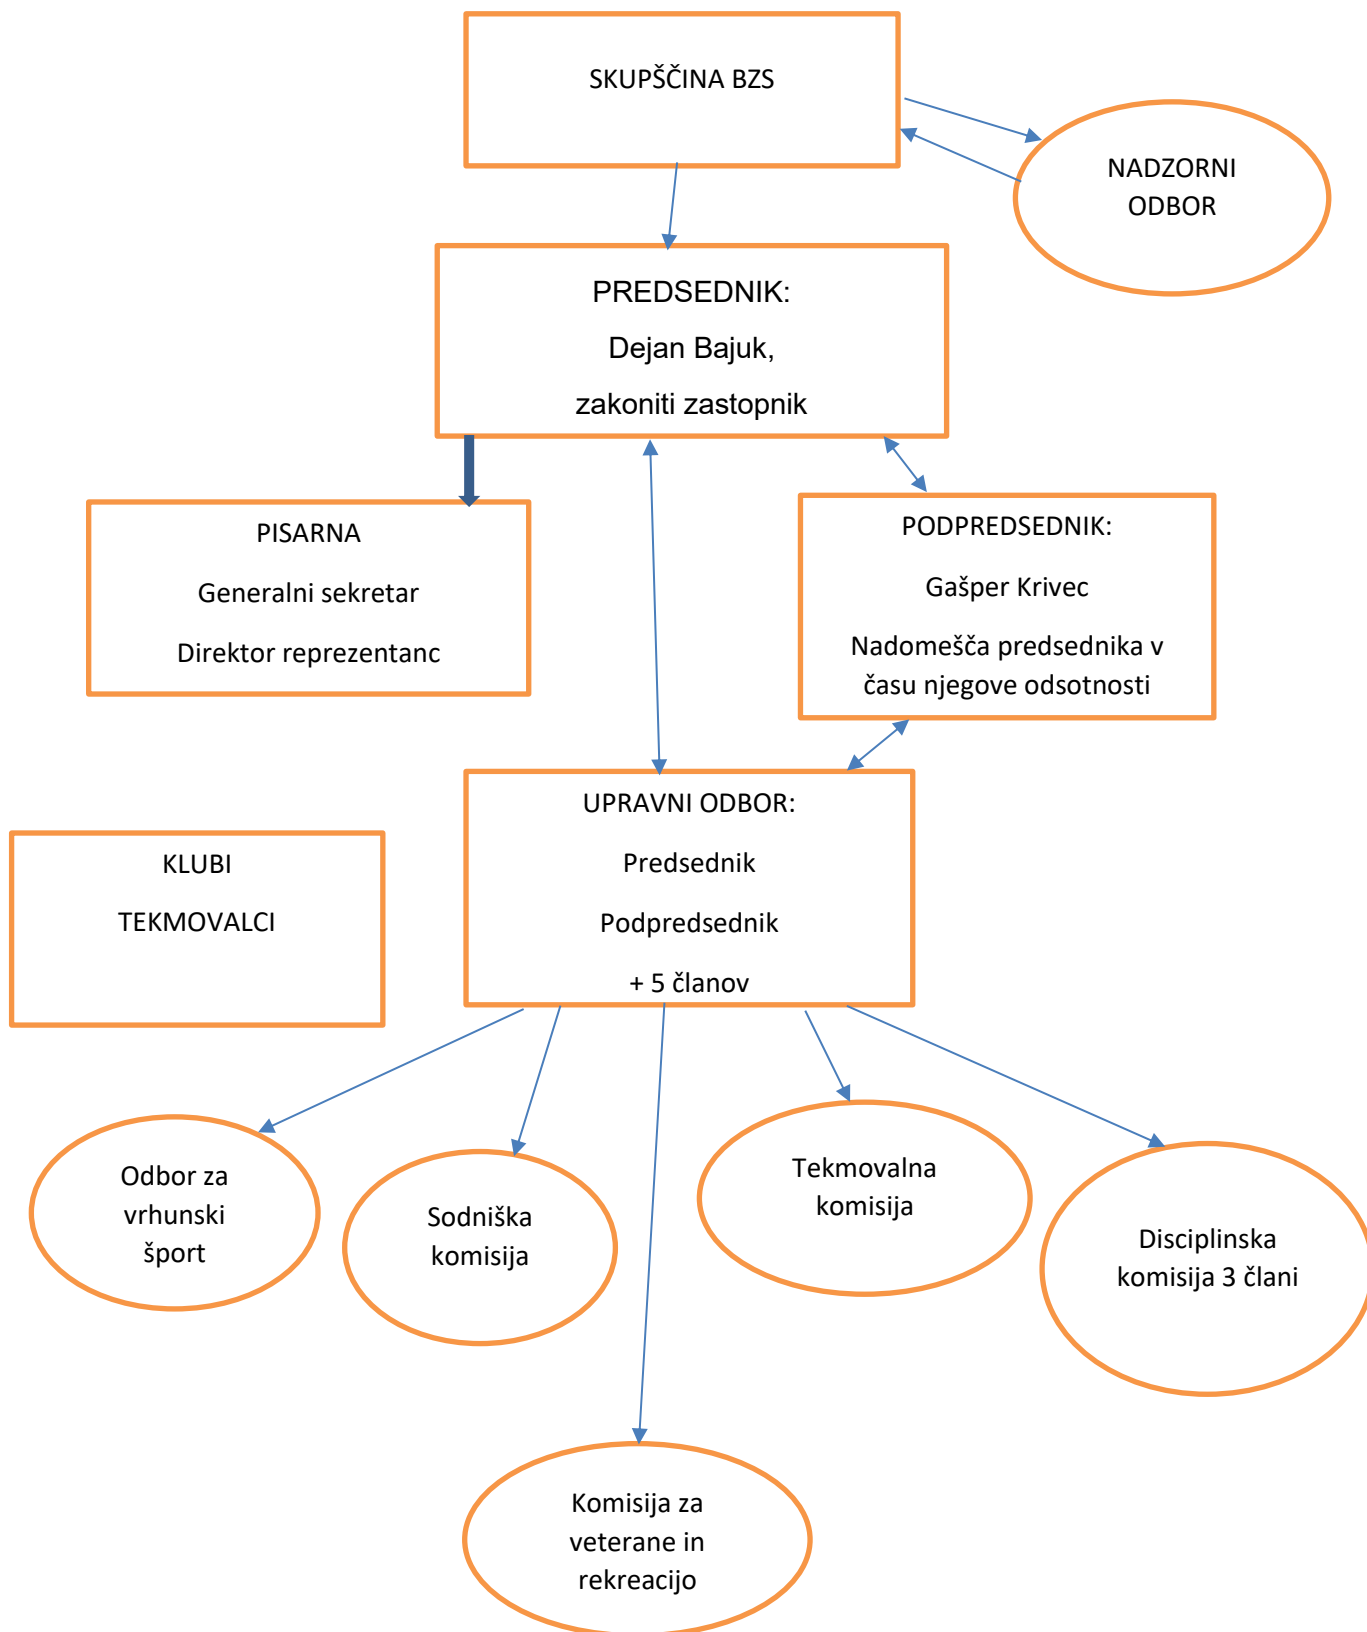 SKUPŠČINA BZS
NADZORNI
ODBOR
PREDSEDNIK:
Dejan Bajuk,
zakoniti zastopnik
PISARNA
Generalni sekretar
Direktor reprezentanc
PODPREDSEDNIK:
Gašper Krivec
Nadomešča predsednika v
času njegove odsotnosti
UPRAVNI ODBOR:
Predsednik
Podpredsednik
+ 5 članov
KLUBI
TEKMOVALCI
Odbor za
vrhunski
šport
Sodniška
komisija
Tekmovalna
komisija
Disciplinska
komisija 3 člani
Komisija za
veterane in
rekreacijo